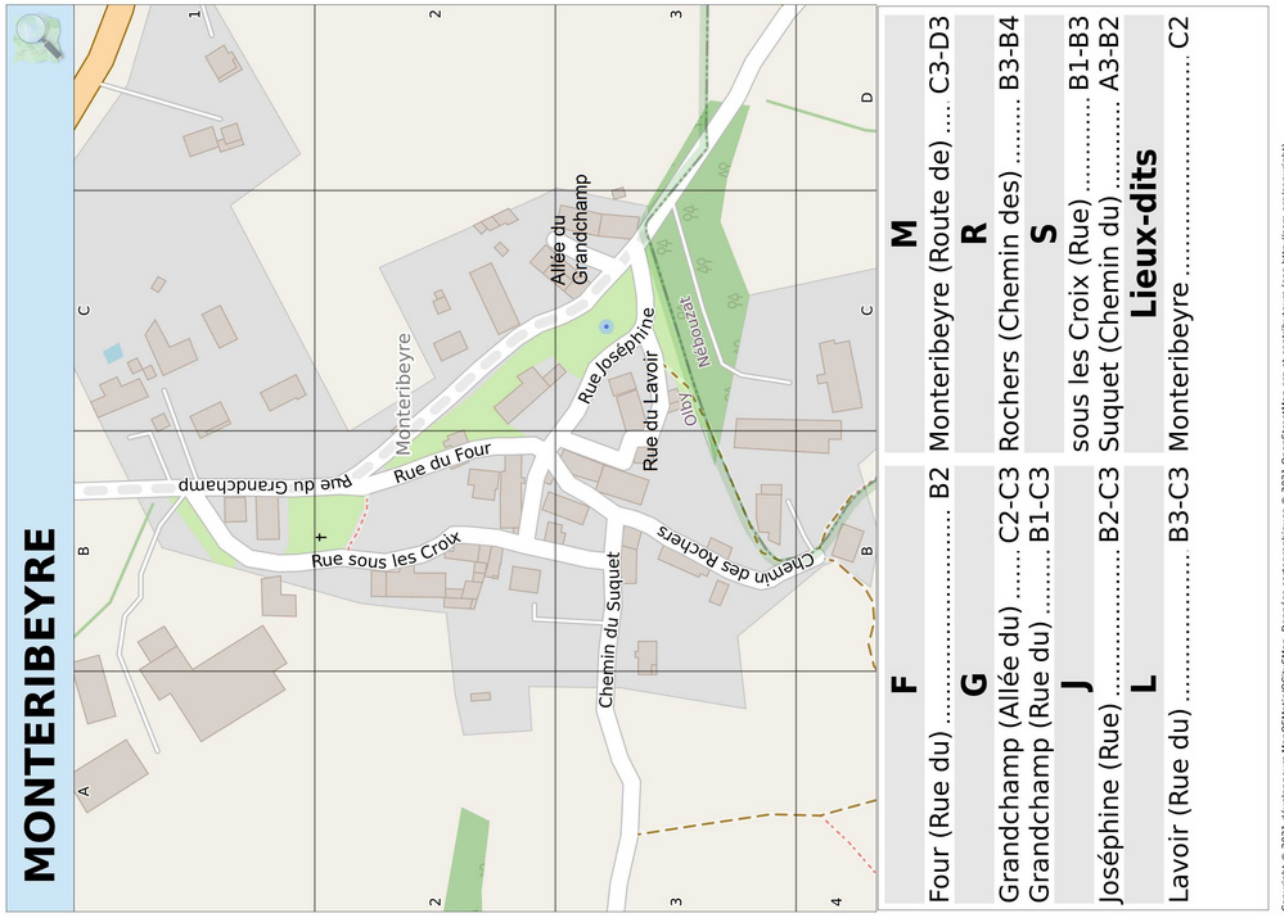 MONTERIBEYRE
A
B
C
D
1
1
2
2
3
3
4
A
B
C
D
Rue du Grandchamp
Rue sous les Croix
Rue du Four
Monteribeyre
Allée du
Grandchamp
Rue Joséphine
Rue du Lavoir
Olby
Nébouzat
Chemin du Suquet
Chemin des Rochers
F
Four (Rue du) B2
G
Grandchamp (Allée du) C2-C3
Grandchamp (Rue du) B1-C3
J
Joséphine (Rue) B2-C3
L
Lavoir (Rue du) B3-C3
M
Monteribeyre (Route de) C3-D3
R
Rochers (Chemin des) B3-B4
S
sous les Croix (Rue) B1-B3
Suquet (Chemin du) A3-B2
Lieux-dits
Monteribeyre C2